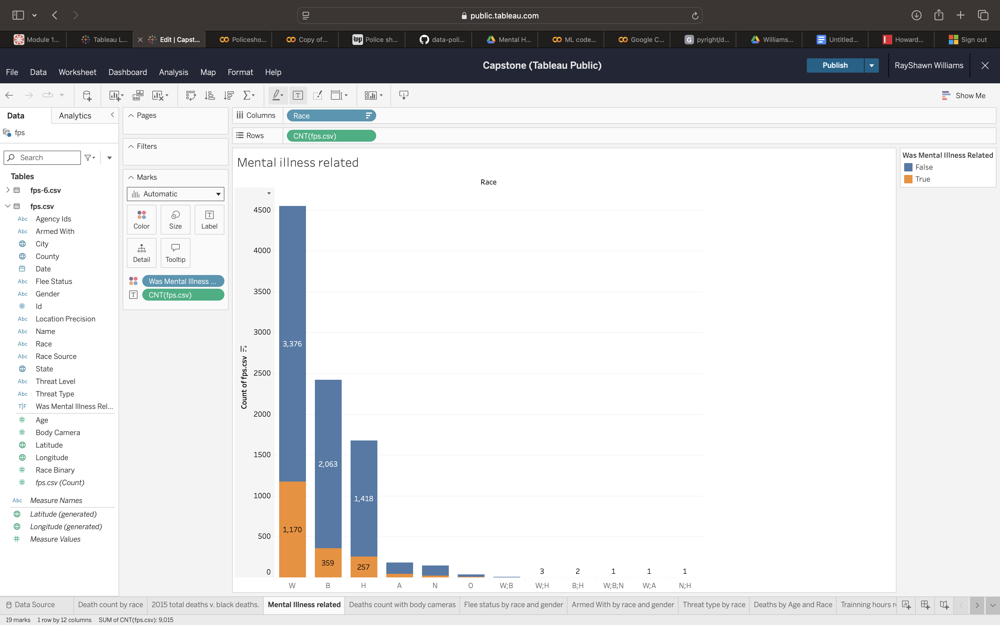 public.tableau.com
Module 1...
Tableau L...
Edit | Capst...
Policesho...
Copy of...
wp Police sh...
data-poli...
Mental H...
ML code...
Google C...
G pyright/d...
Williams...
Untitled...
Howard...
Sign out
File Data Worksheet Dashboard Analysis Map Format Help
Capstone (Tableau Public)
Publish
RayShawn Williams
Show Me
Data
Analytics
fps
Search
Tables
fps-6.csv
fps.csv
Abc Agency Ids
Abc Armed With
City
County
Date
Abc Flee Status
Abc Gender
# Id
Abc Location Precision
Abc Name
Abc Race
Abc Race Source
State
Abc Threat Level
Abc Threat Type
T|F Was Mental Illness Rel...
# Age
# Body Camera
Latitude
Longitude
# Race Binary
# fps.csv (Count)
Abc Measure Names
Latitude (generated)
Longitude (generated)
# Measure Values
Pages
Filters
Marks
Automatic
Color
Size
T
Label
Detail
Tooltip
Was Mental Illness ...
T CNT(fps.csv)
Columns Race
Rows CNT(fps.csv)
Mental illness related
Race
Count of fps.csv
4500
4000
3500
3000
2500
2000
1500
1000
500
0
3,376
1,170
2,063
359
1,418
257
3
2
1
1
1
W B H A N O W;B W;H B;H W;B;N W;A N;H
Was Mental Illness Related
False
True
Data Source
Death count by race
2015 total deaths v. black deaths.
Mental Illness related
Deaths count with body cameras
Flee status by race and gender
Armed With by race and gender
Threat type by race
Deaths by Age and Race
Trainning hours r
19 marks 1 row by 12 columns SUM of CNT(fps.csv): 9,015